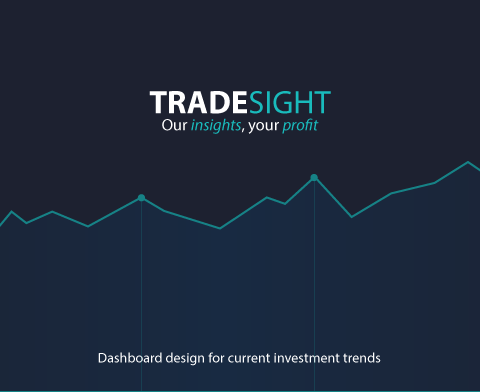 TRADESIGHT
Our insights, your profit
Dashboard design for current investment trends